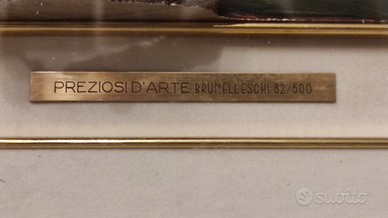 PREZIOSI D'ARTE BRUNELLESCHI 82/500
subito